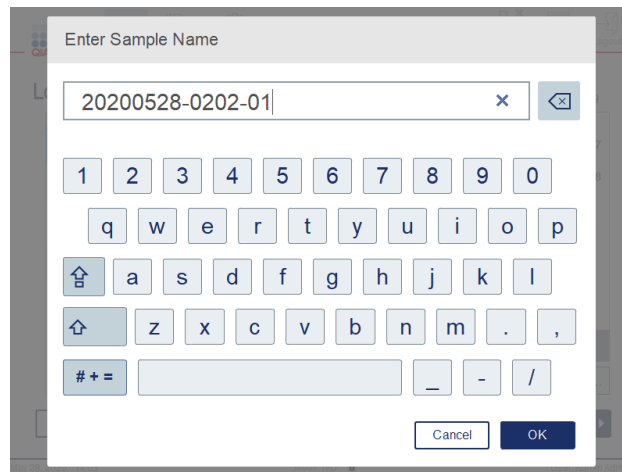 Enter Sample Name
20200528-0202-01
1 2 3 4 5 6 7 8 9 0
q w e r t y u i o p
a s d f g h j k l
z x c v b n m . ,
# + = _ - /
Cancel OK